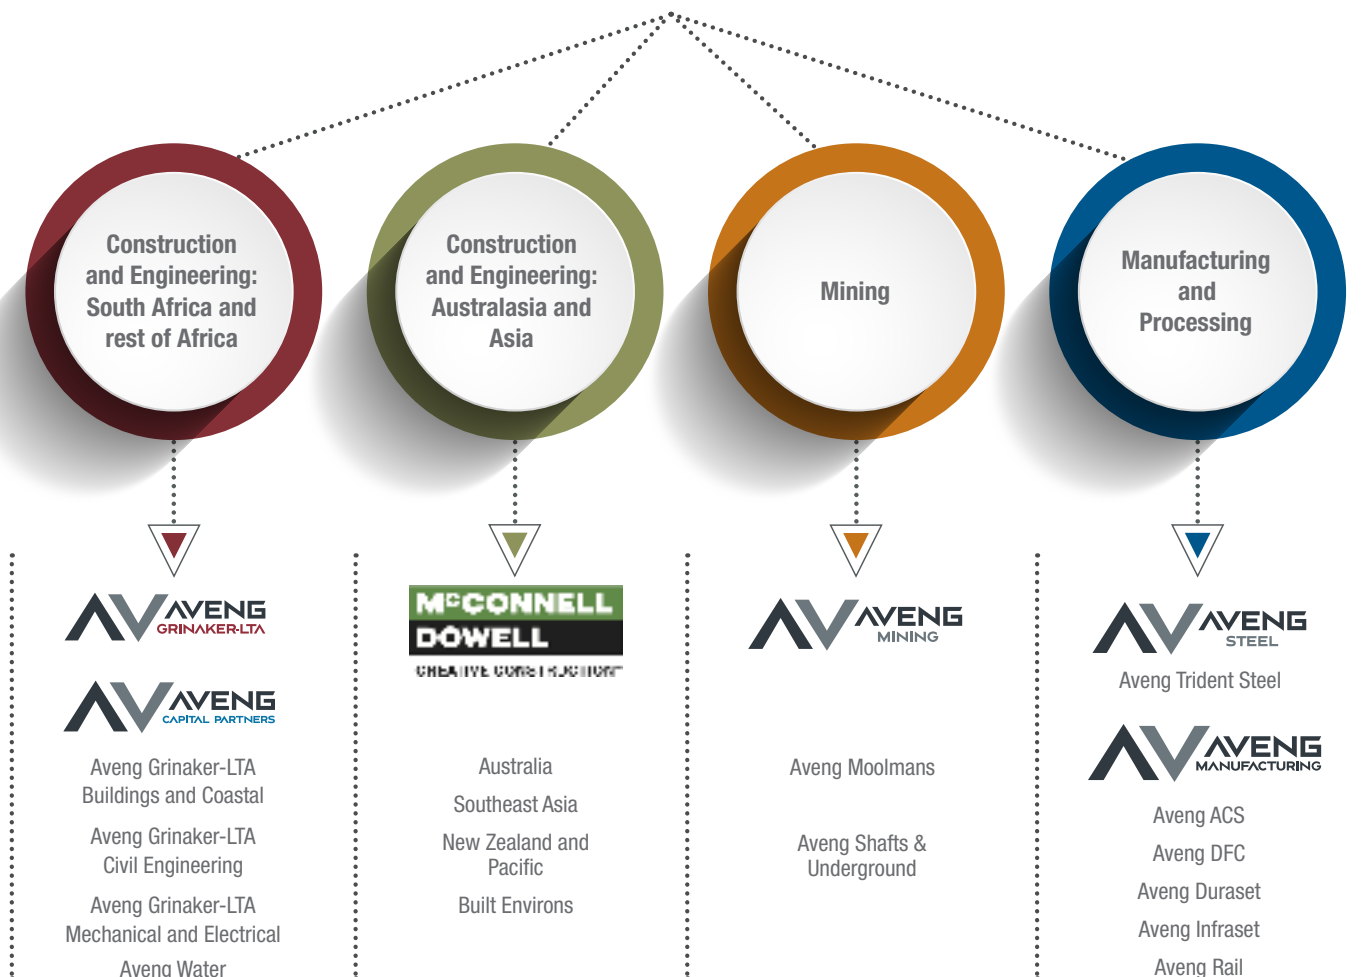 Construction
and Engineering:
South Africa and
rest of Africa
Construction
and Engineering:
Australasia and
Asia
Mining
Manufacturing
and
Processing
AVENG
GRINAKER-LTA
AVENG
CAPITAL PARTNERS
Aveng Grinaker-LTA
Buildings and Coastal
Aveng Grinaker-LTA
Civil Engineering
Aveng Grinaker-LTA
Mechanical and Electrical
Aveng Water
McCONNELL
DOWELL
CREATIVE CONSTRUCTION™
Australia
Southeast Asia
New Zealand and
Pacific
Built Environs
AVENG
MINING
Aveng Moolmans
Aveng Shafts &
Underground
AVENG
STEEL
Aveng Trident Steel
AVENG
MANUFACTURING
Aveng ACS
Aveng DFC
Aveng Duraset
Aveng Infraset
Aveng Rail